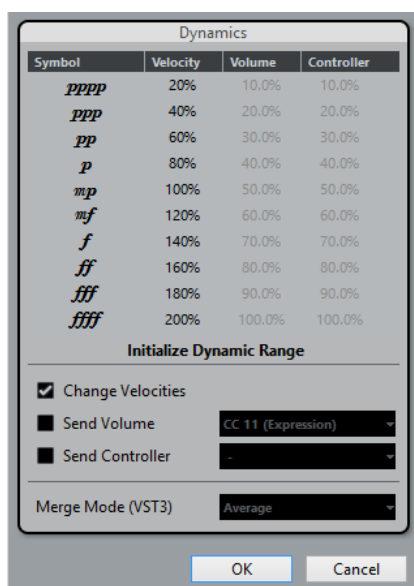 Dynamics
Symbol Velocity Volume Controller
pppp 20% 10.0% 10.0%
ppp 40% 20.0% 20.0%
pp 60% 30.0% 30.0%
p 80% 40.0% 40.0%
mp 100% 50.0% 50.0%
mf 120% 60.0% 60.0%
f 140% 70.0% 70.0%
ff 160% 80.0% 80.0%
fff 180% 90.0% 90.0%
ffff 200% 100.0% 100.0%
Initialize Dynamic Range
Change Velocities
Send Volume CC 11 (Expression)
Send Controller -
Merge Mode (VST3) Average
OK Cancel